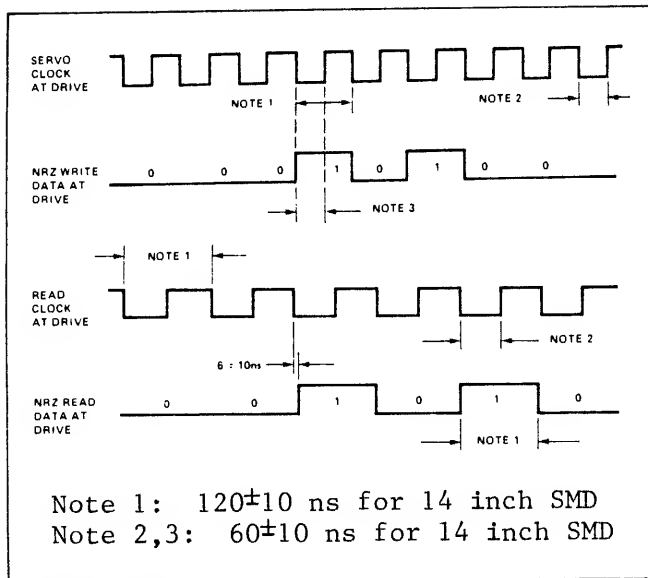 SERVO
CLOCK
AT DRIVE
NOTE 1
NOTE 2
NRZ WRITE
DATA AT
DRIVE
0 0 0 1 0 1 0 0
NOTE 3
NOTE 1
READ
CLOCK
AT DRIVE
NOTE 2
6 : 10ns
NRZ READ
DATA AT
DRIVE
0 0 1 0 1 0
NOTE 1
Note 1: 120±10 ns for 14 inch SMD
Note 2,3: 60±10 ns for 14 inch SMD